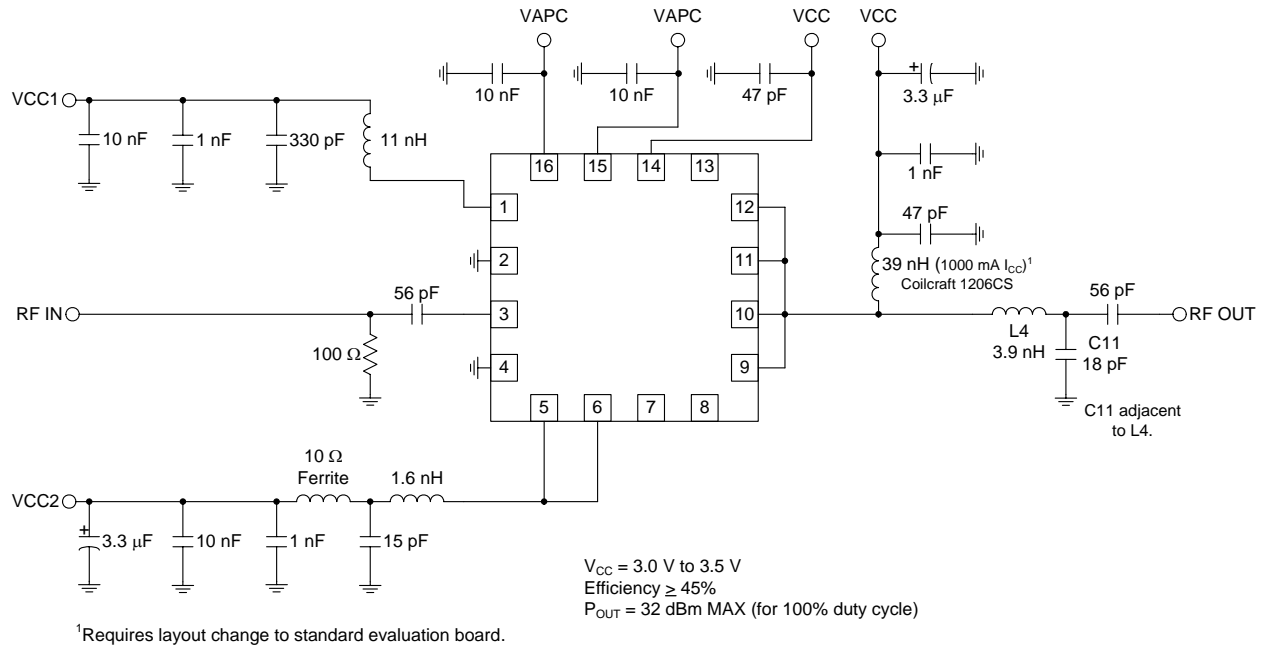 VAPC
VAPC
VCC
VCC
10 nF
10 nF
47 pF
+
3.3 µF
VCC1
10 nF
1 nF
330 pF
11 nH
1 nF
47 pF
16
15
14
13
1
2
3
4
12
11
10
9
5
6
7
8
39 nH (1000 mA ICC)1
Coilcraft 1206CS
RF IN
56 pF
100 Ω
L4
3.9 nH
56 pF
RF OUT
C11
18 pF
C11 adjacent
to L4.
VCC2
10 Ω
Ferrite
1.6 nH
+
3.3 µF
10 nF
1 nF
15 pF
VCC = 3.0 V to 3.5 V
Efficiency ≥ 45%
POUT = 32 dBm MAX (for 100% duty cycle)
1Requires layout change to standard evaluation board.